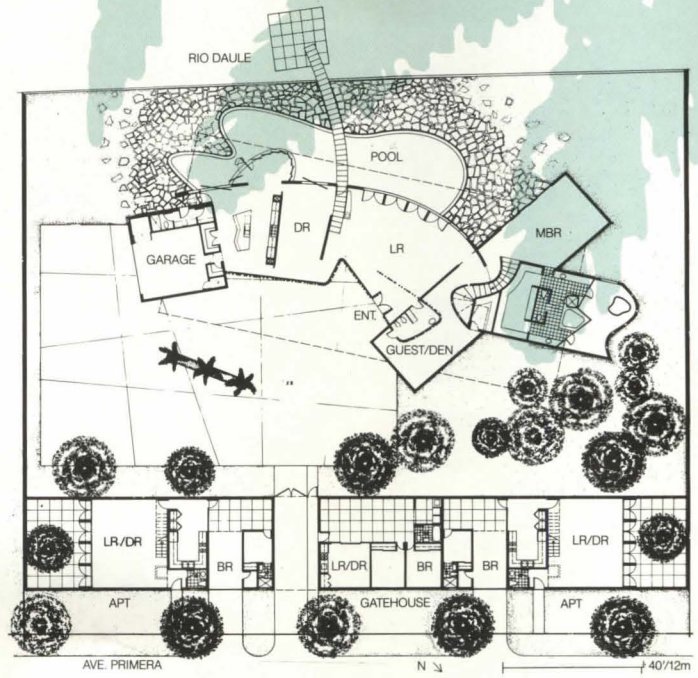 RIO DAULE
POOL
DR
LR
MBR
GARAGE
ENT.
GUEST/DEN
LR/DR
BR
LR/DR
BR
BR
LR/DR
APT
GATEHOUSE
APT
AVE. PRIMERA
N
40'/12m